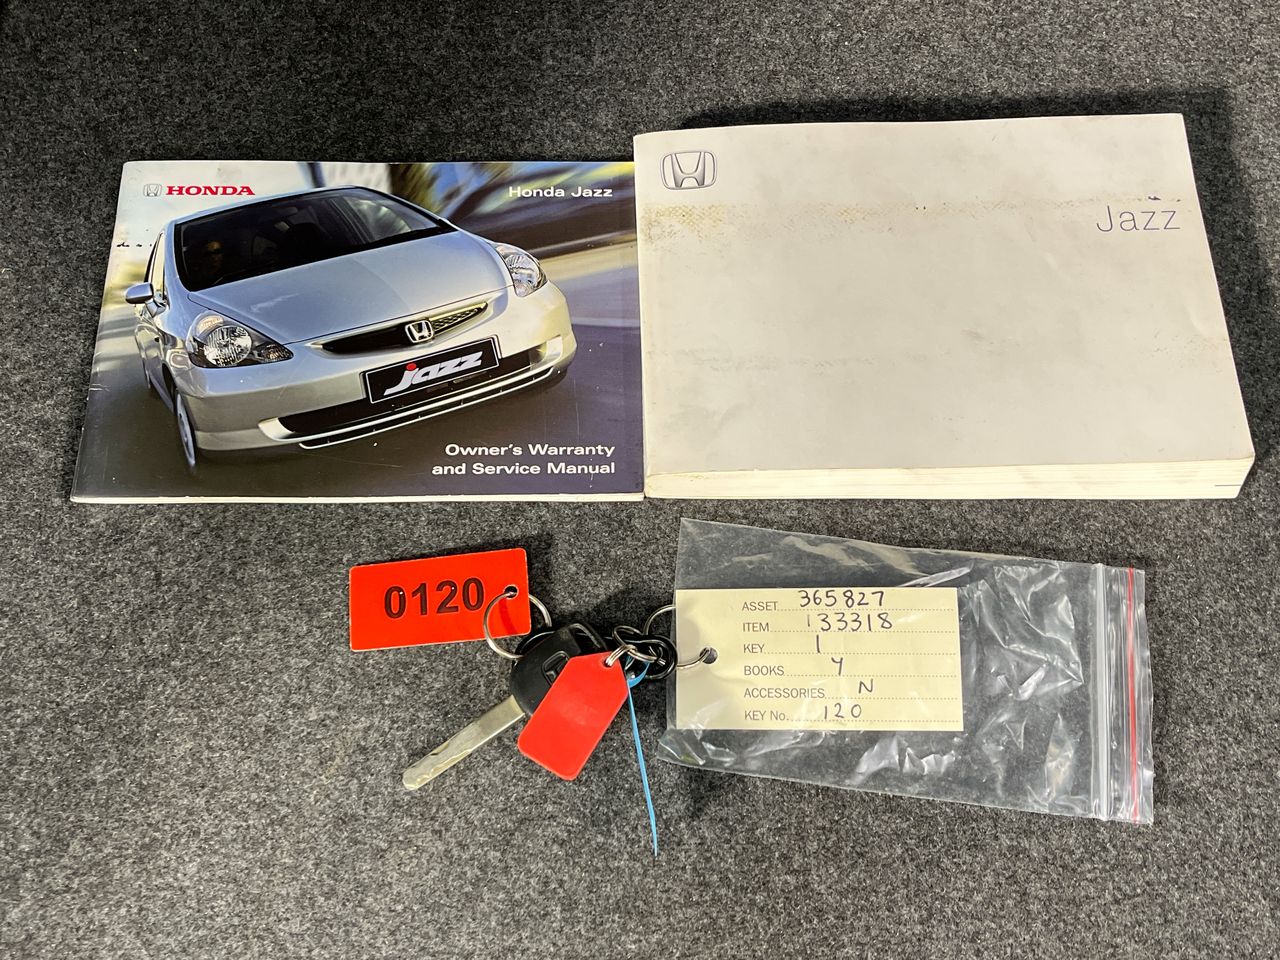 HONDA
Honda Jazz
Jazz
Owner's Warranty
and Service Manual
Jazz
0120
ASSET 365827
ITEM 133318
KEY 1
BOOKS Y
ACCESSORIES N
KEY No. 120